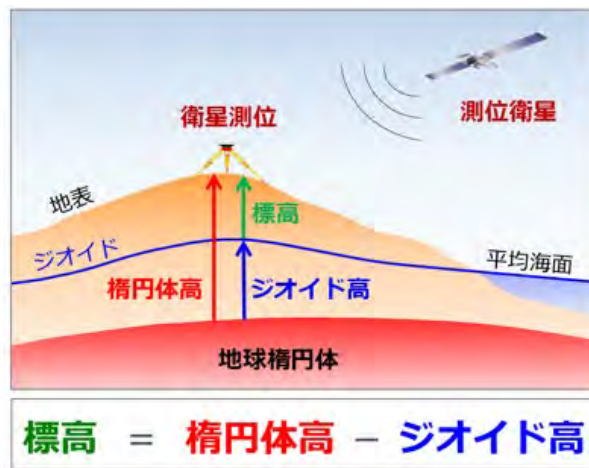 衛星測位
測位衛星
地表
標高
ジオイド
平均海面
楕円体高
ジオイド高
地球楕円体
標高 = 楕円体高 − ジオイド高